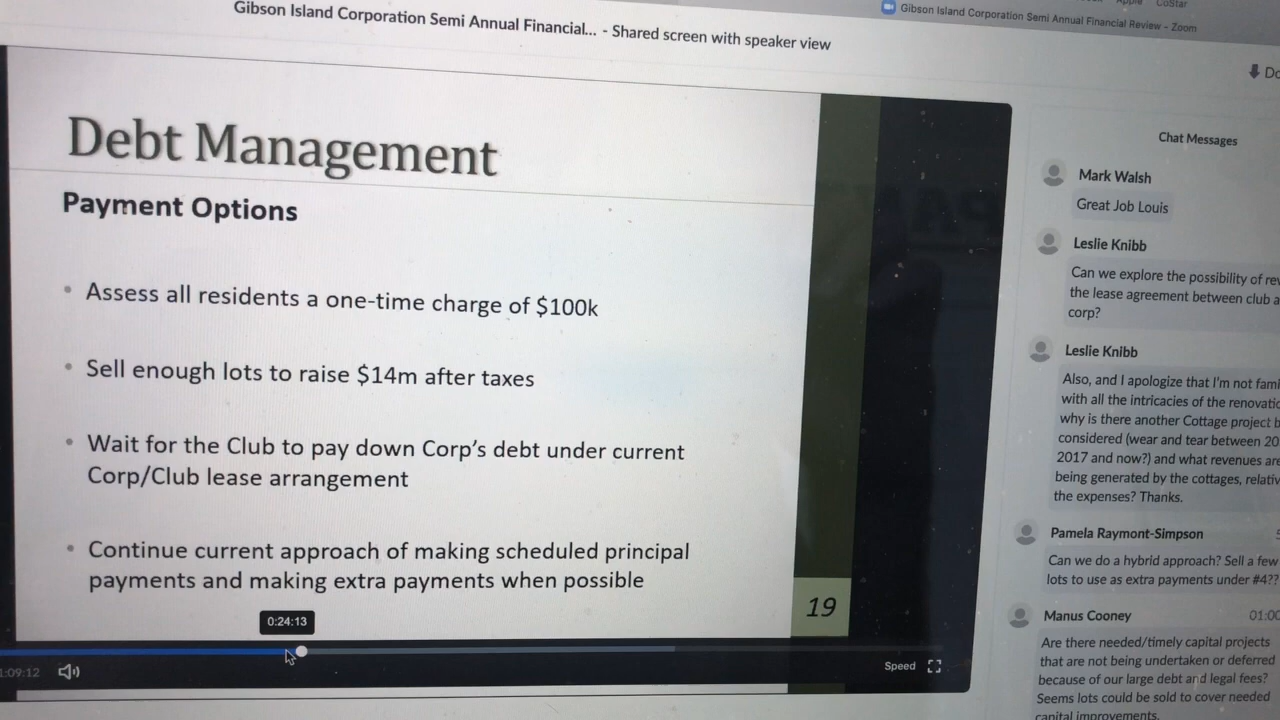 Apple
CoStar
Gibson Island Corporation Semi Annual Financial... - Shared screen with speaker view
Gibson Island Corporation Semi Annual Financial Review - Zoom
Debt Management
Payment Options
• Assess all residents a one-time charge of $100k
• Sell enough lots to raise $14m after taxes
• Wait for the Club to pay down Corp's debt under current
Corp/Club lease arrangement
• Continue current approach of making scheduled principal
payments and making extra payments when possible
19
0:24:13
1:09:12
Speed
Chat Messages
Mark Walsh
Great Job Louis
Leslie Knibb
Can we explore the possibility of
the lease agreement between club
corp?
Leslie Knibb
Also, and I apologize that I'm not
with all the intricacies of the
why is there another Cottage project
considered (wear and tear between
2017 and now?) and what revenues are
being generated by the cottages,
the expenses? Thanks.
Pamela Raymont-Simpson
Can we do a hybrid approach? Sell a few
lots to use as extra payments under #4??
Manus Cooney
Are there needed/timely capital projects
that are not being undertaken or deferred
because of our large debt and legal fees?
Seems lots could be sold to cover needed
capital improvements.